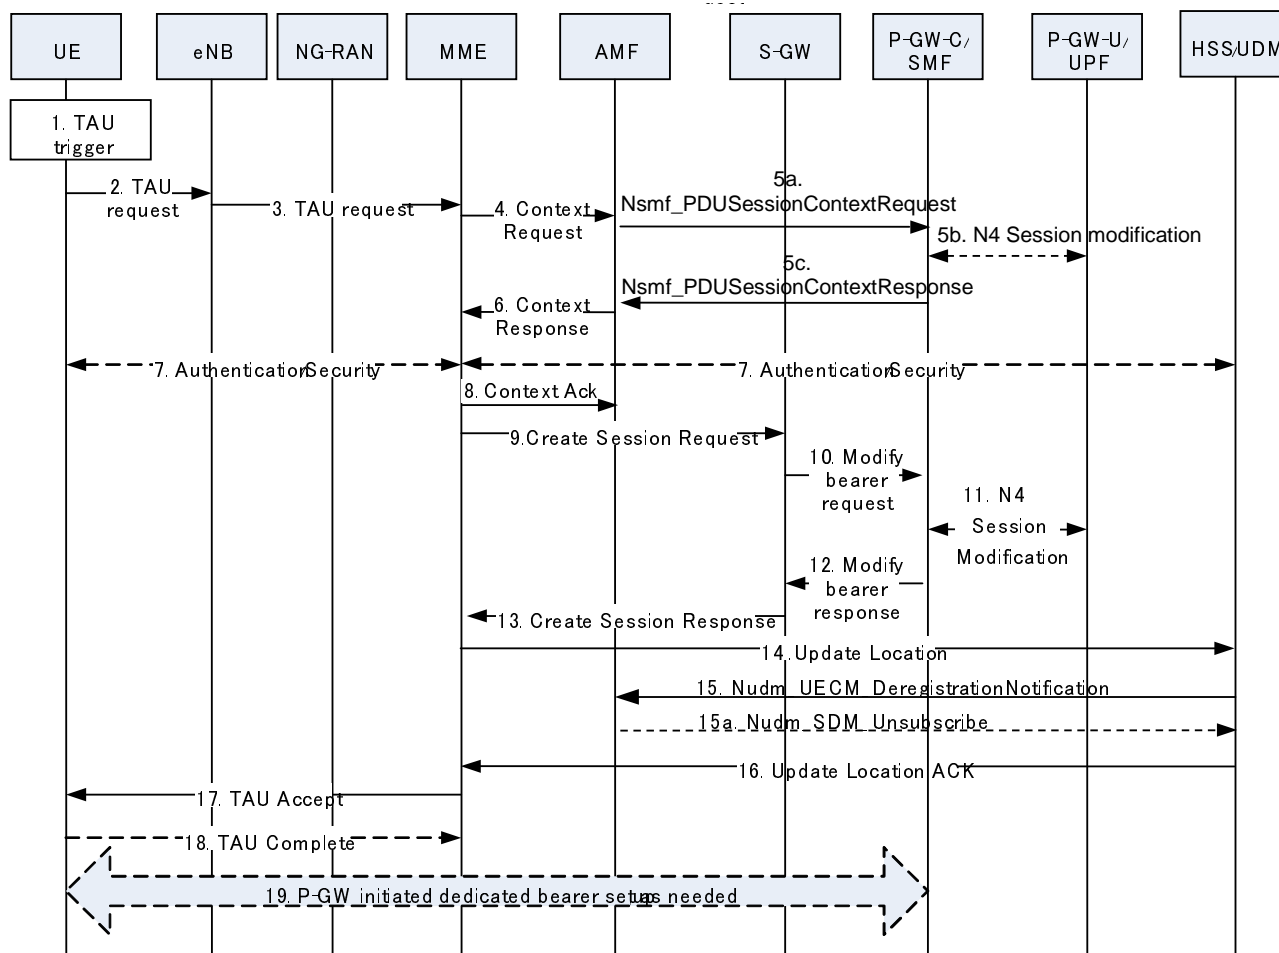 UE
eNB
NG-RAN
MME
AMF
S-GW
P-GW-C/
SMF
P-GW-U/
UPF
HSS/UDM
1. TAU
trigger
2. TAU
request
3. TAU request
4. Context
Request
5a.
Nsmf_PDUSessionContextRequest
5b. N4 Session modification
5c.
Nsmf_PDUSessionContextResponse
6. Context
Response
7. Authentication/Security
7. Authentication/Security
8. Context Ack
9.Create Session Request
10. Modify
bearer
request
11. N4
Session
Modification
12. Modify
bearer
response
13. Create Session Response
14.Update Location
15. Nudm_UECM_DeregistrationNotification
15a. Nudm_SDM_Unsubscribe
16. Update Location ACK
17. TAU Accept
18. TAU Complete
19. P-GW initiated dedicated bearer setup as needed